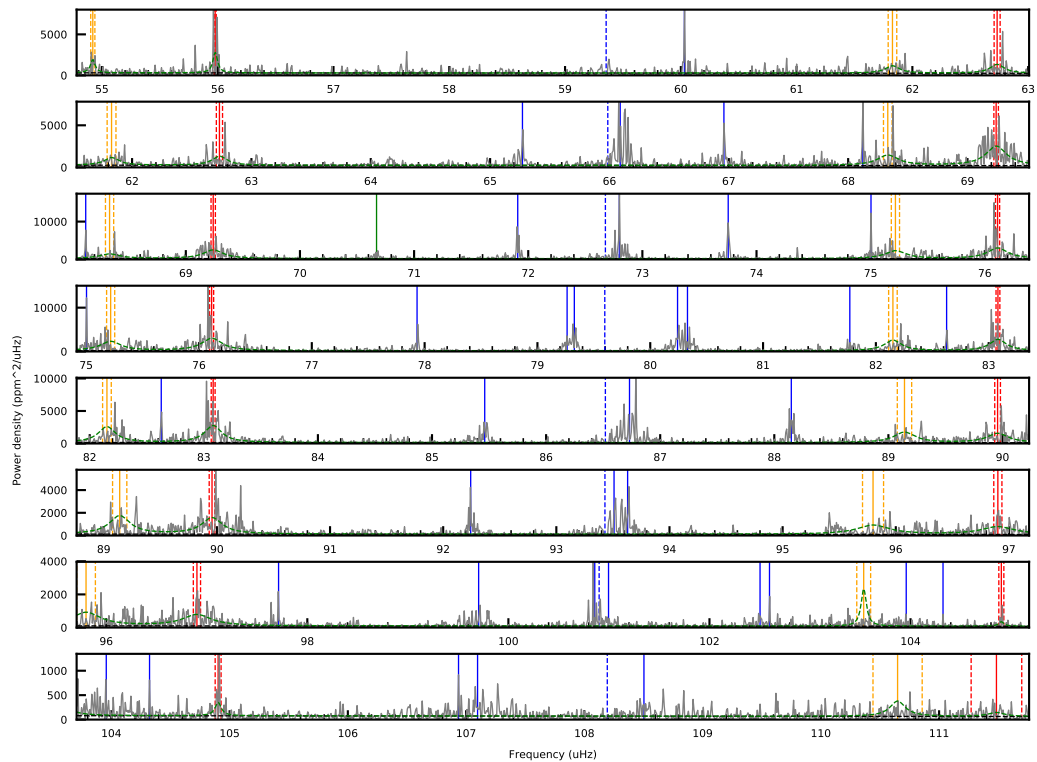 5000
0
55 56 57 58 59 60 61 62 63
5000
0
62 63 64 65 66 67 68 69
10000
0
69 70 71 72 73 74 75 76
10000
0
75 76 77 78 79 80 81 82 83
10000
5000
0
82 83 84 85 86 87 88 89 90
4000
2000
0
89 90 91 92 93 94 95 96 97
4000
2000
0
96 98 100 102 104
1000
500
0
104 105 106 107 108 109 110 111
Power density (ppm^2/uHz)
Frequency (uHz)